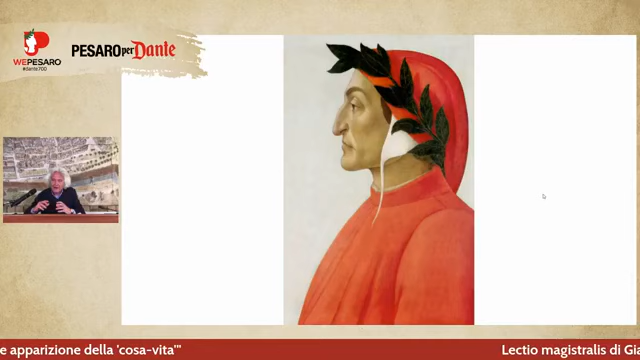 WEPESARO
#dante700
PESARO per Dante
e apparizione della 'cosa-vita'"
Lectio magistralis di Gia